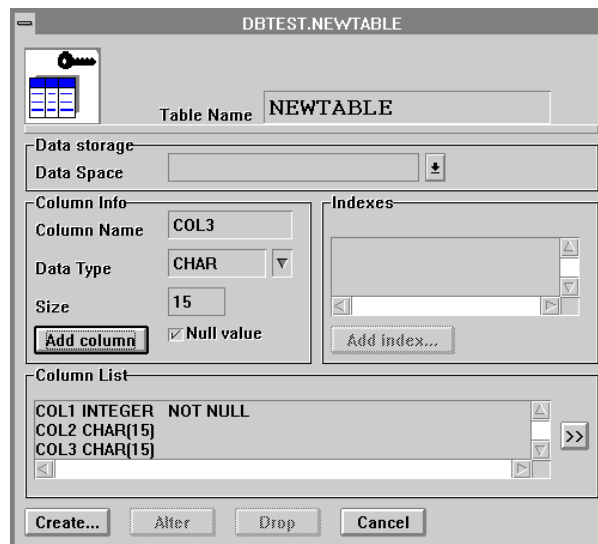 DBTEST.NEWTABLE
Table Name NEWTABLE
Data storage
Data Space
Column Info
Column Name COL3
Data Type CHAR
Size 15
Add column Null value
Indexes
Add index...
Column List
COL1 INTEGER NOT NULL
COL2 CHAR(15)
COL3 CHAR(15)
>>
Create... Alter Drop Cancel